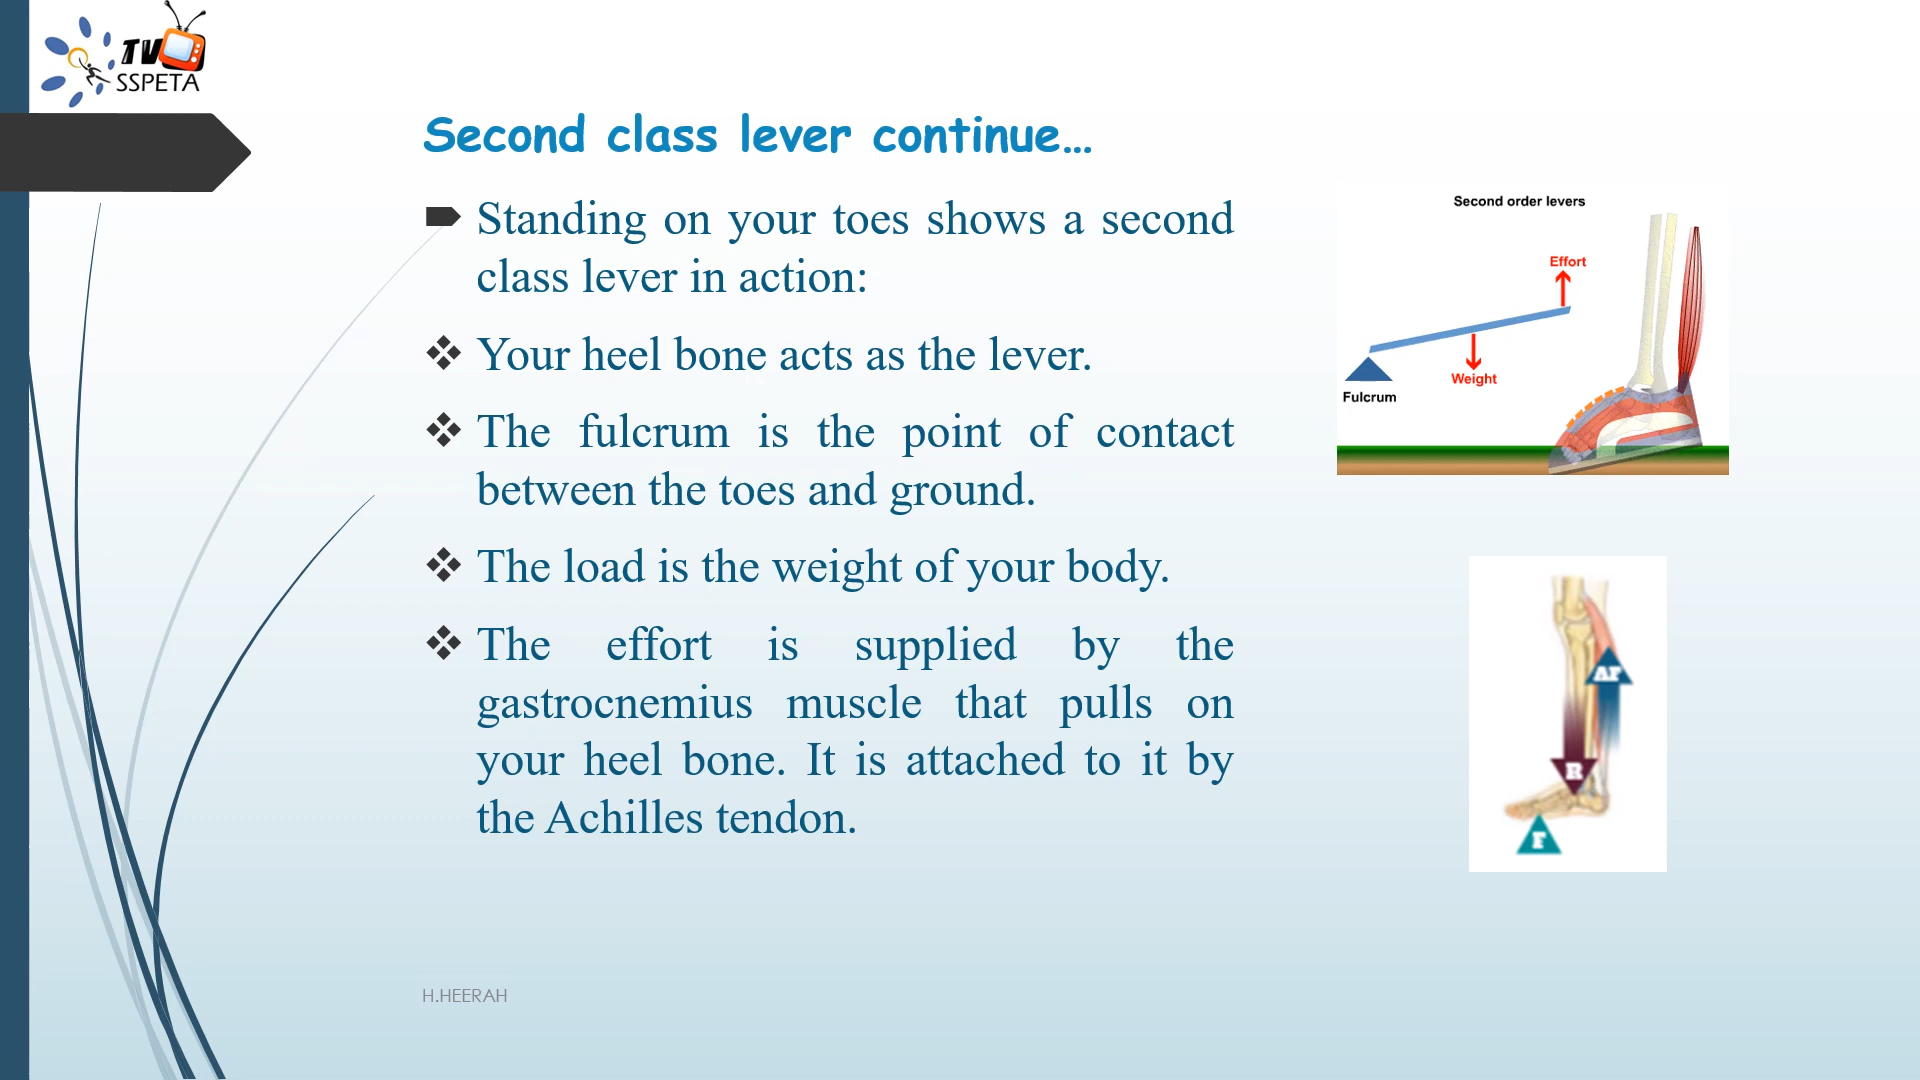 TV
SSPETA
Second class lever continue...
Standing on your toes shows a second
class lever in action:
Your heel bone acts as the lever.
The fulcrum is the point of contact
between the toes and ground.
The load is the weight of your body.
The effort is supplied by the
gastrocnemius muscle that pulls on
your heel bone. It is attached to it by
the Achilles tendon.
Second order levers
Effort
Weight
Fulcrum
AF
R
F
H.HEERAH